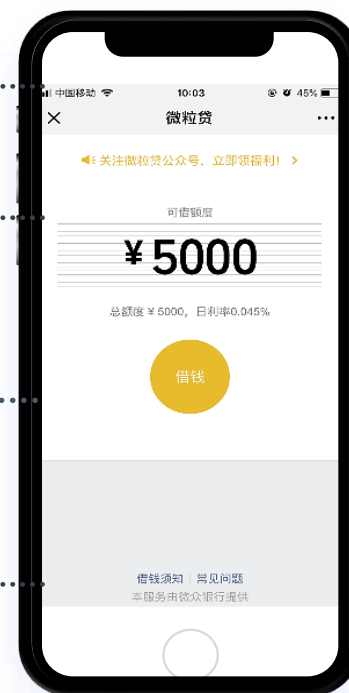 中国移动 10:03 45%
微粒贷
关注微粒贷公众号，立即领福利！
可借额度
¥5000
总额度 ¥ 5000，日利率0.045%
借钱
借钱须知 | 常见问题
本服务由微众银行提供